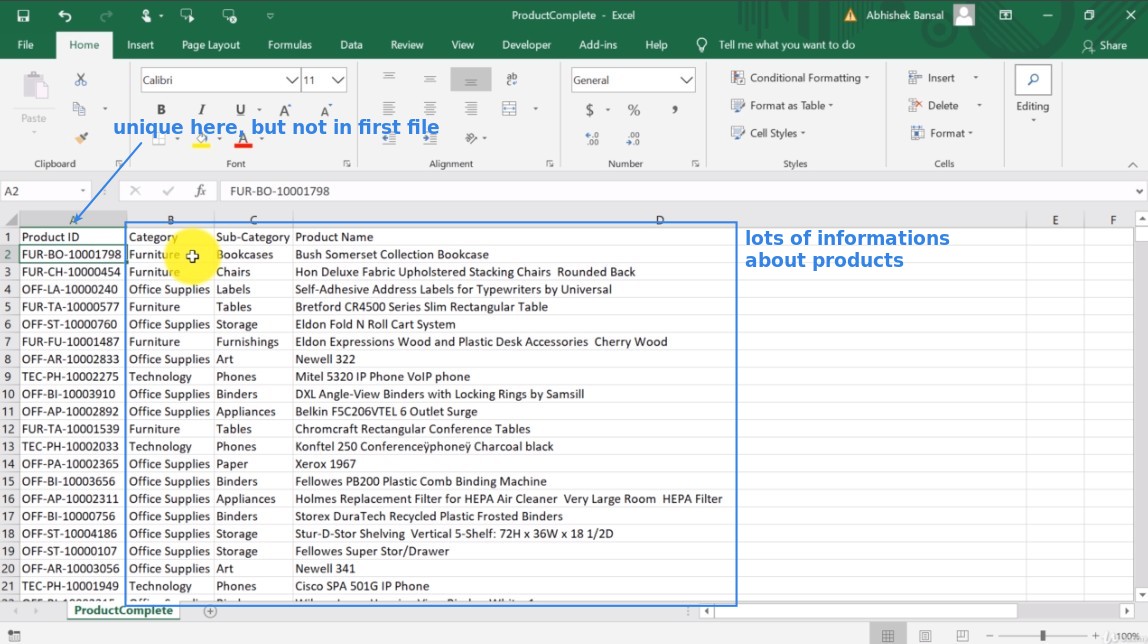 ProductComplete - Excel
Abhishek Bansal
File Home Insert Page Layout Formulas Data Review View Developer Add-ins Help Tell me what you want to do Share
Calibri 11 General Conditional Formatting Insert
Paste B I U A A $ % , Format as Table Delete Editing
Cell Styles Format
unique here, but not in first file
Clipboard Font Alignment Number Styles Cells
A2 fx FUR-BO-10001798
A B C D E F
1 Product ID Category Sub-Category Product Name
2 FUR-BO-10001798 Furniture Bookcases Bush Somerset Collection Bookcase
3 FUR-CH-10000454 Furniture Chairs Hon Deluxe Fabric Upholstered Stacking Chairs Rounded Back
4 OFF-LA-10000240 Office Supplies Labels Self-Adhesive Address Labels for Typewriters by Universal
5 FUR-TA-10000577 Furniture Tables Bretford CR4500 Series Slim Rectangular Table
6 OFF-ST-10000760 Office Supplies Storage Eldon Fold N Roll Cart System
7 FUR-FU-10001487 Furniture Furnishings Eldon Expressions Wood and Plastic Desk Accessories Cherry Wood
8 OFF-AR-10002833 Office Supplies Art Newell 322
9 TEC-PH-10002275 Technology Phones Mitel 5320 IP Phone VoIP phone
10 OFF-BI-10003910 Office Supplies Binders DXL Angle-View Binders with Locking Rings by Samsill
11 OFF-AP-10002892 Office Supplies Appliances Belkin F5C206VTEL 6 Outlet Surge
12 FUR-TA-10001539 Furniture Tables Chromcraft Rectangular Conference Tables
13 TEC-PH-10002033 Technology Phones Konftel 250 Conferenceÿphoneÿ Charcoal black
14 OFF-PA-10002365 Office Supplies Paper Xerox 1967
15 OFF-BI-10003656 Office Supplies Binders Fellowes PB200 Plastic Comb Binding Machine
16 OFF-AP-10002311 Office Supplies Appliances Holmes Replacement Filter for HEPA Air Cleaner Very Large Room HEPA Filter
17 OFF-BI-10000756 Office Supplies Binders Storex DuraTech Recycled Plastic Frosted Binders
18 OFF-ST-10004186 Office Supplies Storage Stur-D-Stor Shelving Vertical 5-Shelf: 72H x 36W x 18 1/2D
19 OFF-ST-10000107 Office Supplies Storage Fellowes Super Stor/Drawer
20 OFF-AR-10003056 Office Supplies Art Newell 341
21 TEC-PH-10001949 Technology Phones Cisco SPA 501G IP Phone
lots of informations
about products
ProductComplete
100%